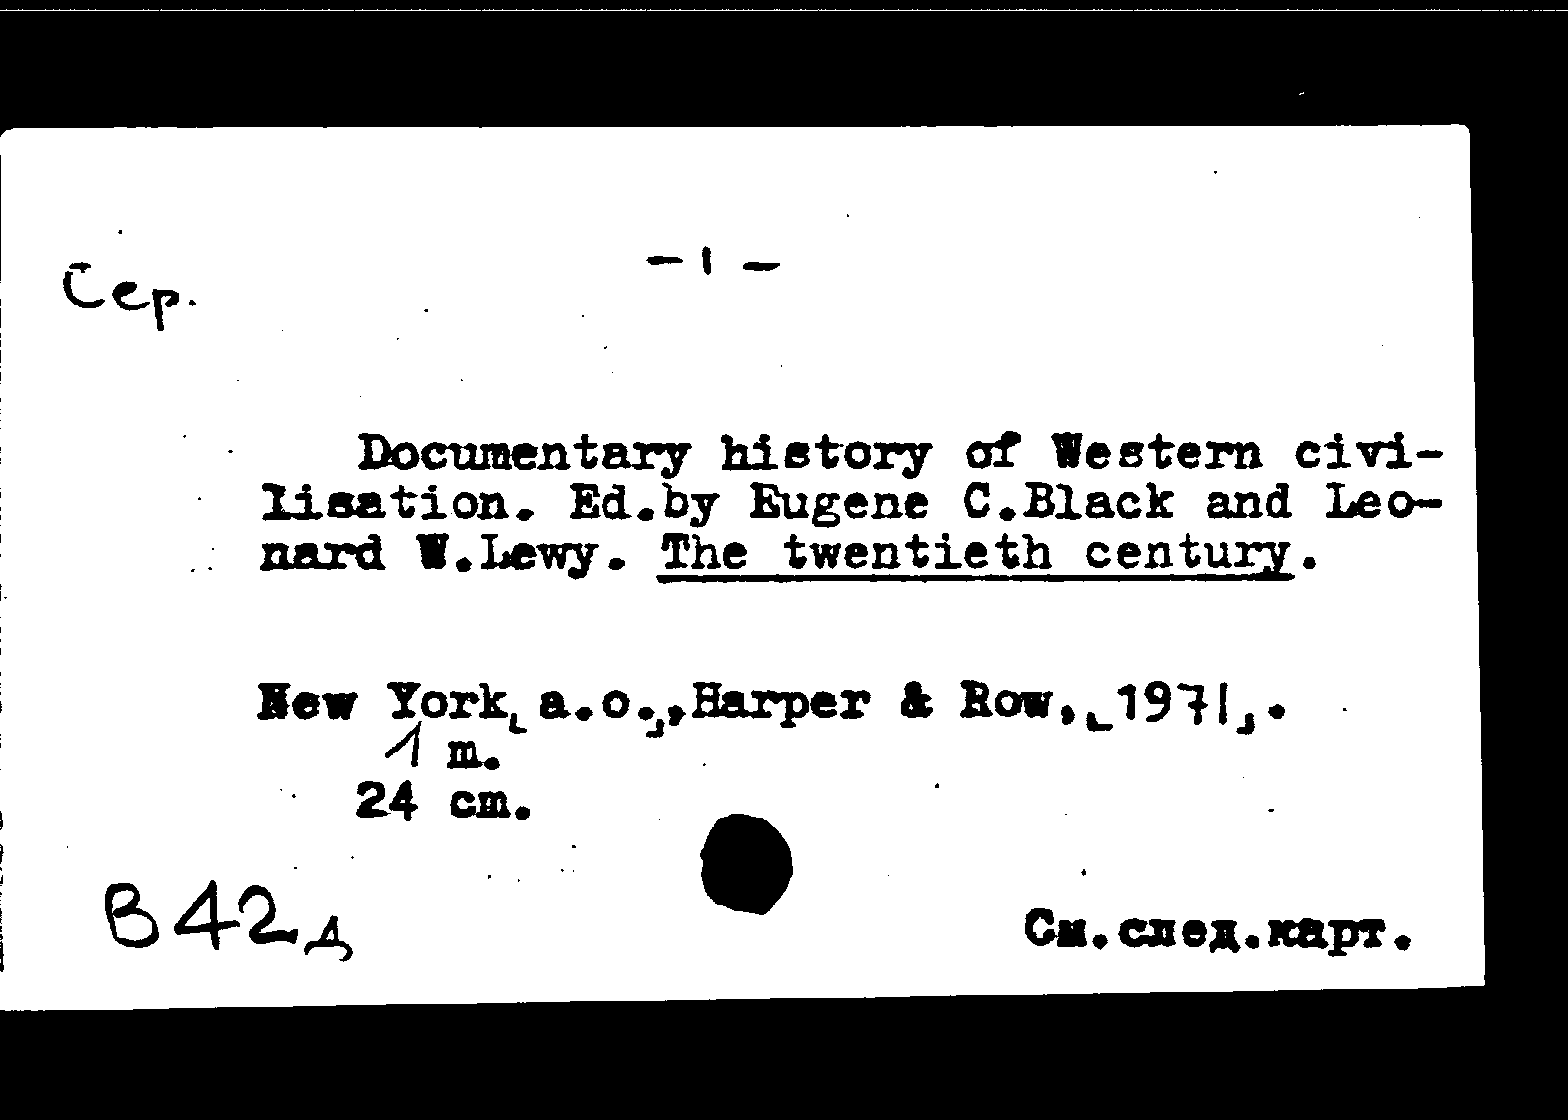 Сер.
- 1 -
Documentary history of Western civi-
lisation. Ed.by Eugene C.Black and Leo-
nard W.Lewy. The twentieth century.
New York[a.o.],Harper & Row,[1971].
1 m.
24 cm.
В 42д
См.след.карт.